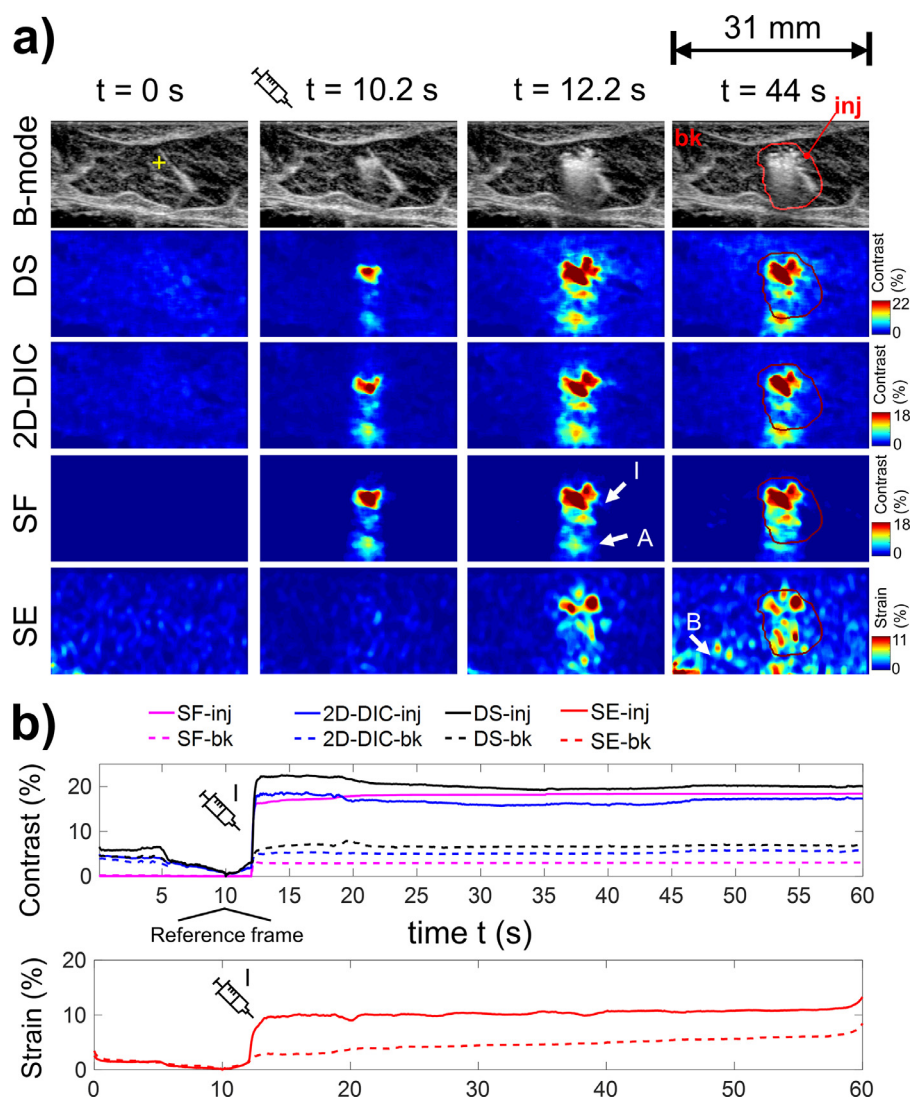 a)
31 mm
t = 0 s
t = 10.2 s
t = 12.2 s
t = 44 s
inj
B-mode
bk
DS
Contrast
(%)
22
0
2D-DIC
Contrast
(%)
18
0
SF
I
A
Contrast
(%)
18
0
SE
B
Strain
(%)
11
0
b)
SF-inj
2D-DIC-inj
DS-inj
SE-inj
SF-bk
2D-DIC-bk
DS-bk
SE-bk
Contrast (%)
20
10
0
I
5
10
15
20
25
30
35
40
45
50
55
60
Reference frame
time t (s)
Strain (%)
20
10
0
I
0
10
20
30
40
50
60